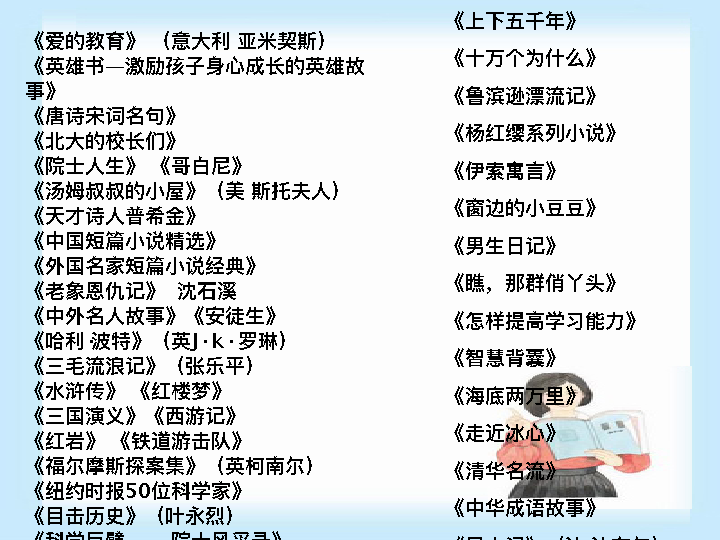 《爱的教育》 （意大利 亚米契斯）
《英雄书—激励孩子身心成长的英雄故
事》
《唐诗宋词名句》
《北大的校长们》
《院士人生》 《哥白尼》
《汤姆叔叔的小屋》（美 斯托夫人）
《天才诗人普希金》
《中国短篇小说精选》
《外国名家短篇小说经典》
《老象恩仇记》 沈石溪
《中外名人故事》《安徒生》
《哈利·波特》（英J·k·罗琳）
《三毛流浪记》（张乐平）
《水浒传》 《红楼梦》
《三国演义》《西游记》
《红岩》 《铁道游击队》
《福尔摩斯探案集》（英柯南尔）
《纽约时报50位科学家》
《目击历史》（叶永烈）
《上下五千年》
《十万个为什么》
《鲁滨逊漂流记》
《杨红缨系列小说》
《伊索寓言》
《窗边的小豆豆》
《男生日记》
《瞧，那群俏丫头》
《怎样提高学习能力》
《智慧背囊》
《海底两万里》
《走近冰心》
《清华名流》
《中华成语故事》